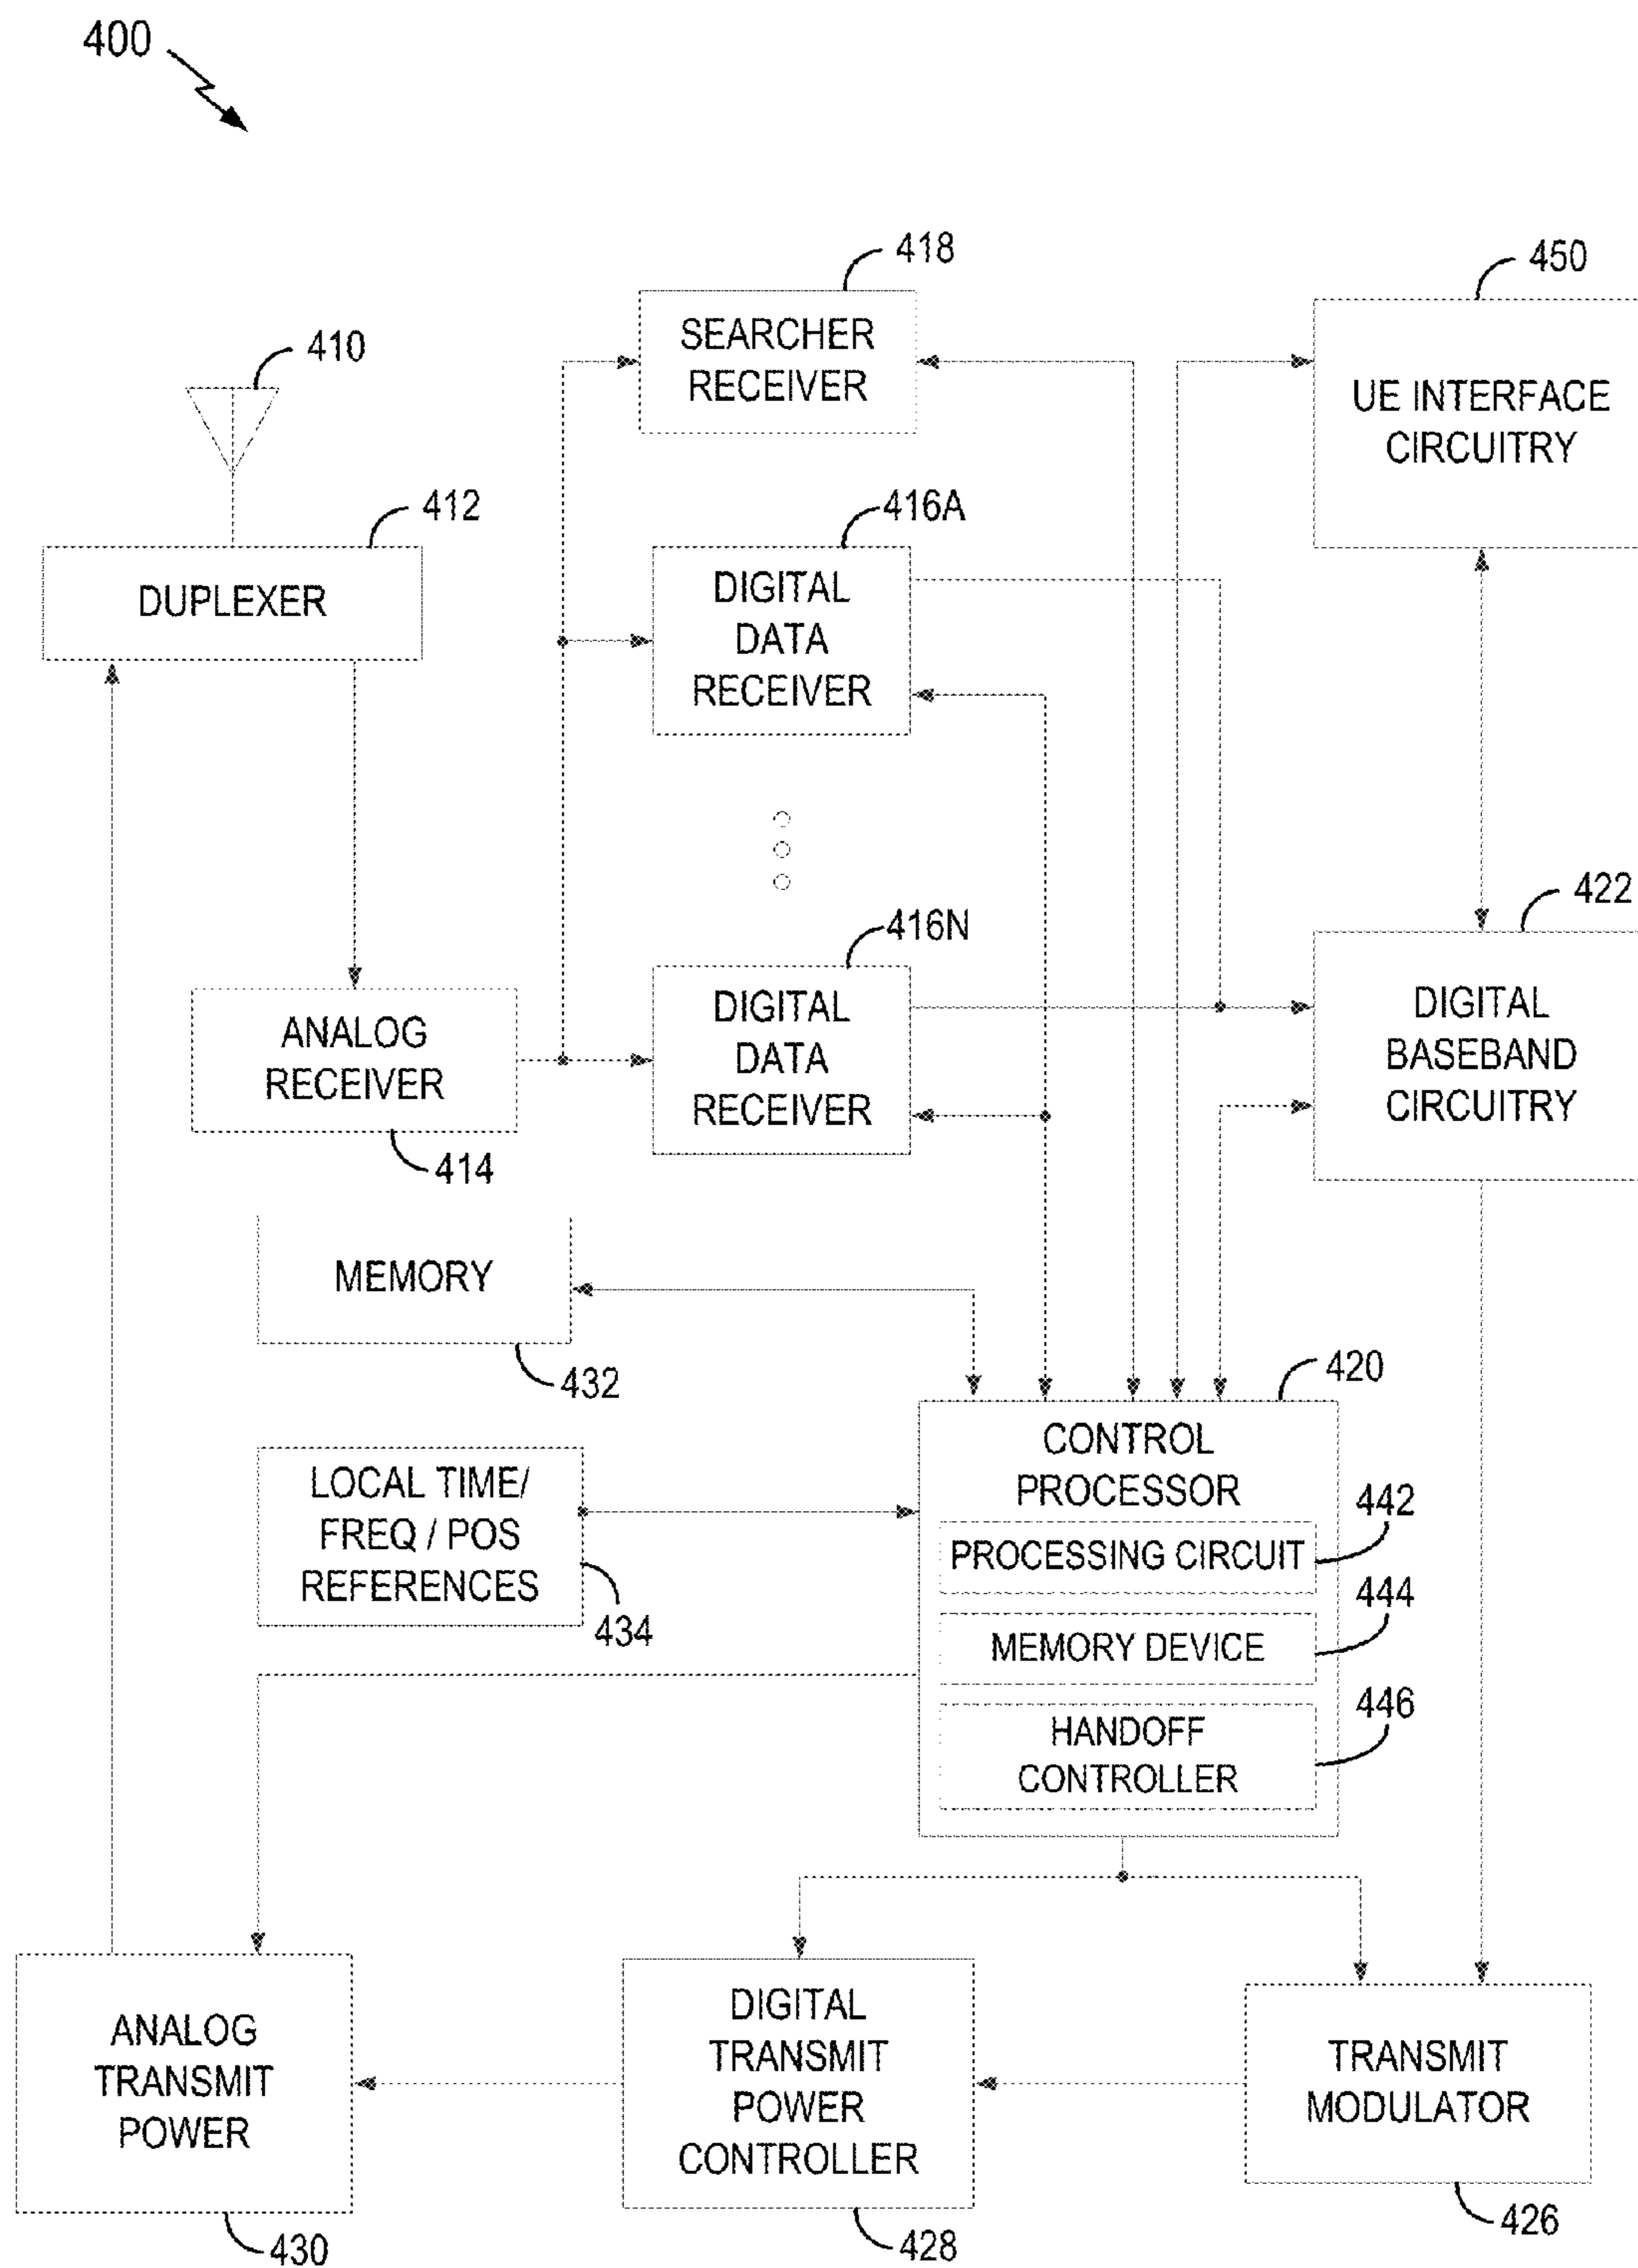 400
418
SEARCHER
RECEIVER
450
UE INTERFACE
CIRCUITRY
410
412
DUPLEXER
416A
DIGITAL
DATA
RECEIVER
416N
DIGITAL
DATA
RECEIVER
422
DIGITAL
BASEBAND
CIRCUITRY
ANALOG
RECEIVER
414
MEMORY
432
420
CONTROL
PROCESSOR
442
PROCESSING CIRCUIT
444
MEMORY DEVICE
446
HANDOFF
CONTROLLER
LOCAL TIME/
FREQ / POS
REFERENCES
434
ANALOG
TRANSMIT
POWER
430
DIGITAL
TRANSMIT
POWER
CONTROLLER
428
TRANSMIT
MODULATOR
426